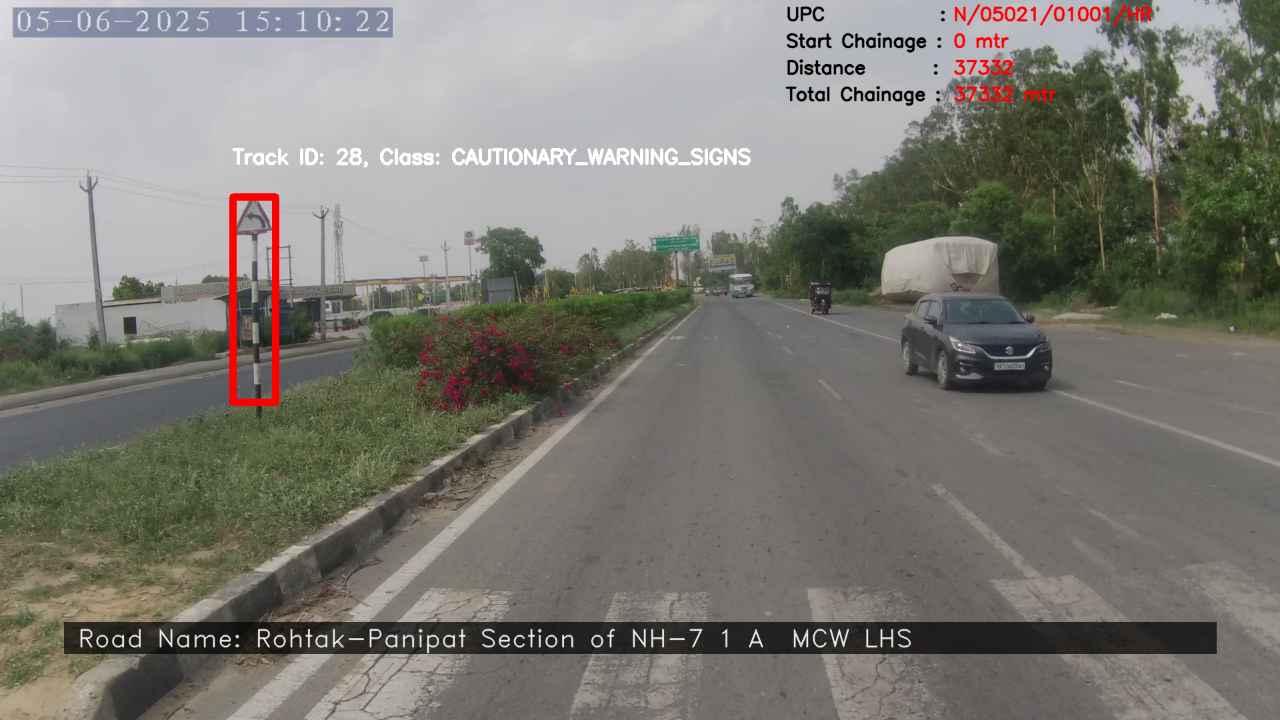 05-06-2025 15:10:22
UPC : N/05021/01001/HR
Start Chainage : 0 mtr
Distance : 37332
Total Chainage : 37332 mtr
Track ID: 28, Class: CAUTIONARY_WARNING_SIGNS
Road Name: Rohtak-Panipat Section of NH-7 1 A MCW LHS